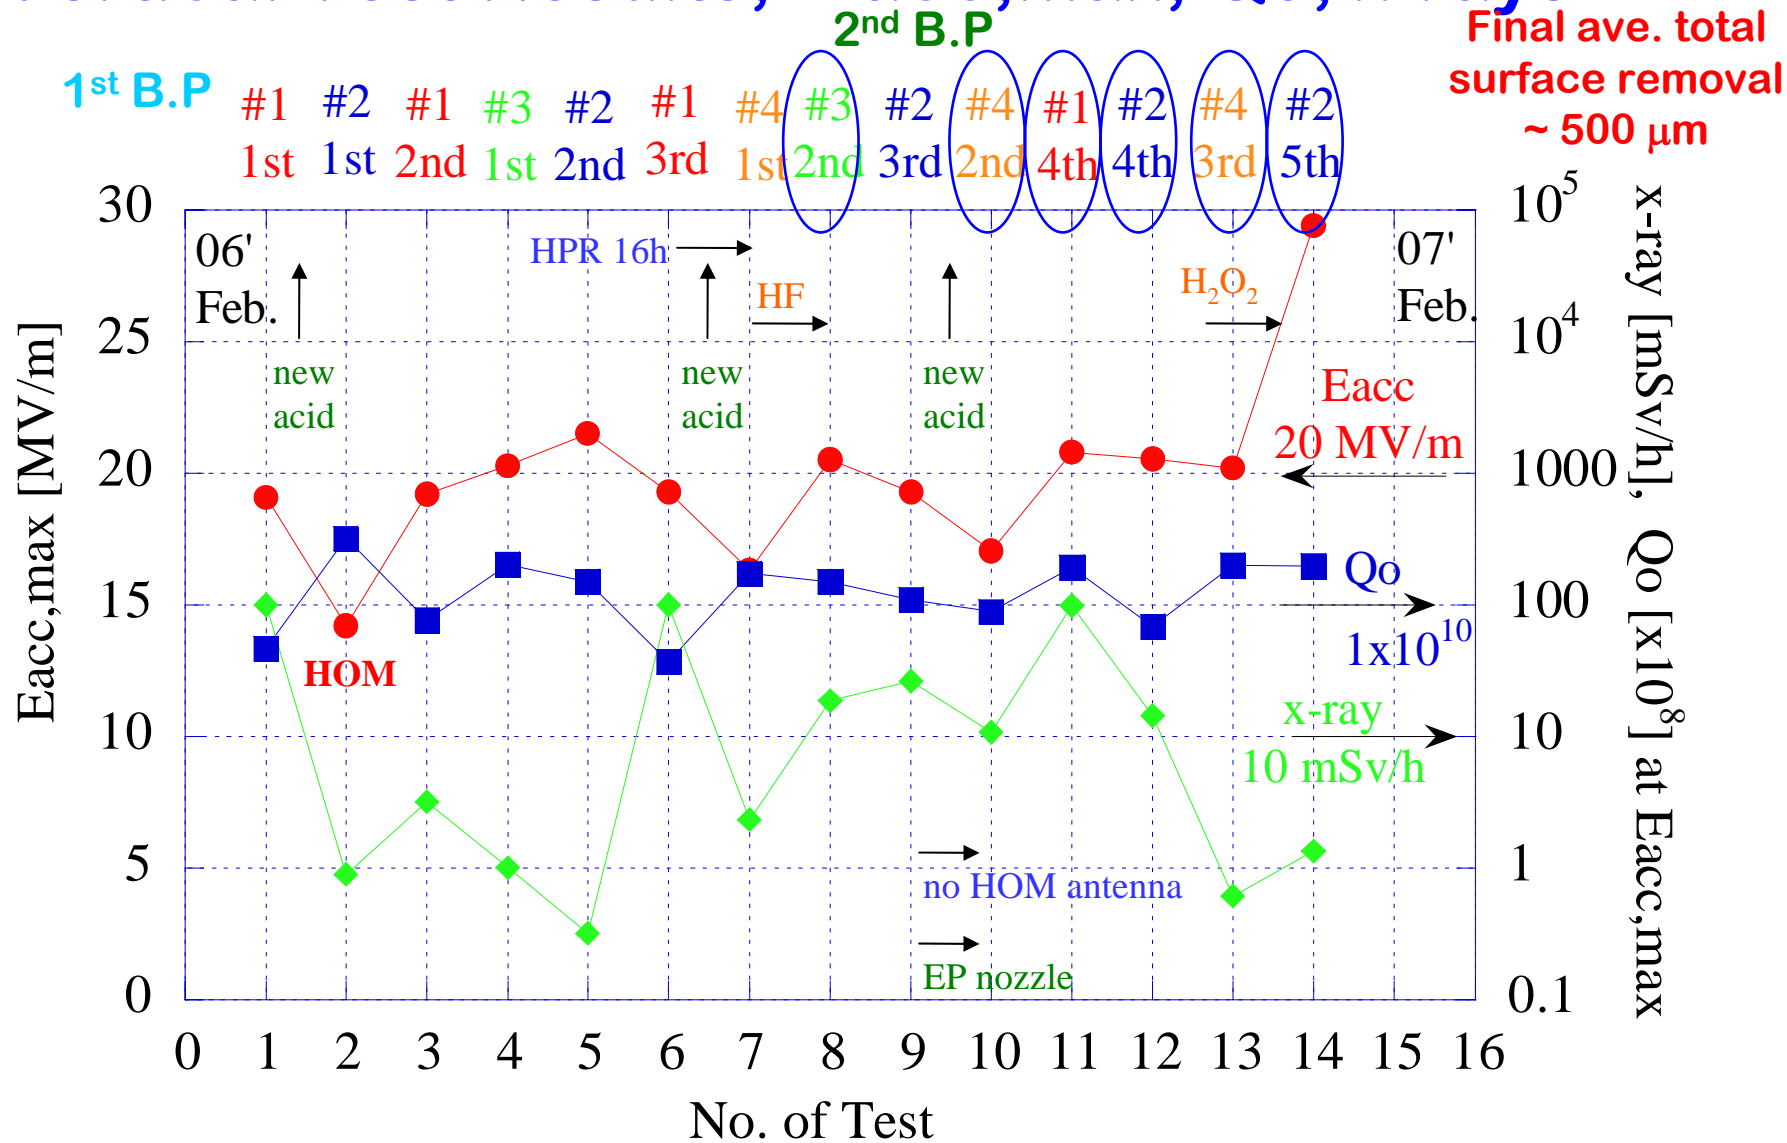 2nd B.P
Final ave. total
surface removal
~ 500 μm
1st B.P
#1 #2 #1 #3 #2 #1 #4 #3 #2 #4 #1 #2 #4 #2
1st 1st 2nd 1st 2nd 3rd 1st 2nd 3rd 2nd 4th 4th 3rd 5th
30
25
20
15
10
5
0
Eacc,max [MV/m]
06'
Feb.
HPR 16h
HF
H₂O₂
07'
Feb.
new
acid
new
acid
new
acid
Eacc
20 MV/m
HOM
Qo
1x10¹⁰
x-ray
10 mSv/h
no HOM antenna
EP nozzle
10⁵
10⁴
1000
100
10
1
0.1
x-ray [mSv/h], Qo [x10⁸] at Eacc,max
0 1 2 3 4 5 6 7 8 9 10 11 12 13 14 15 16
No. of Test